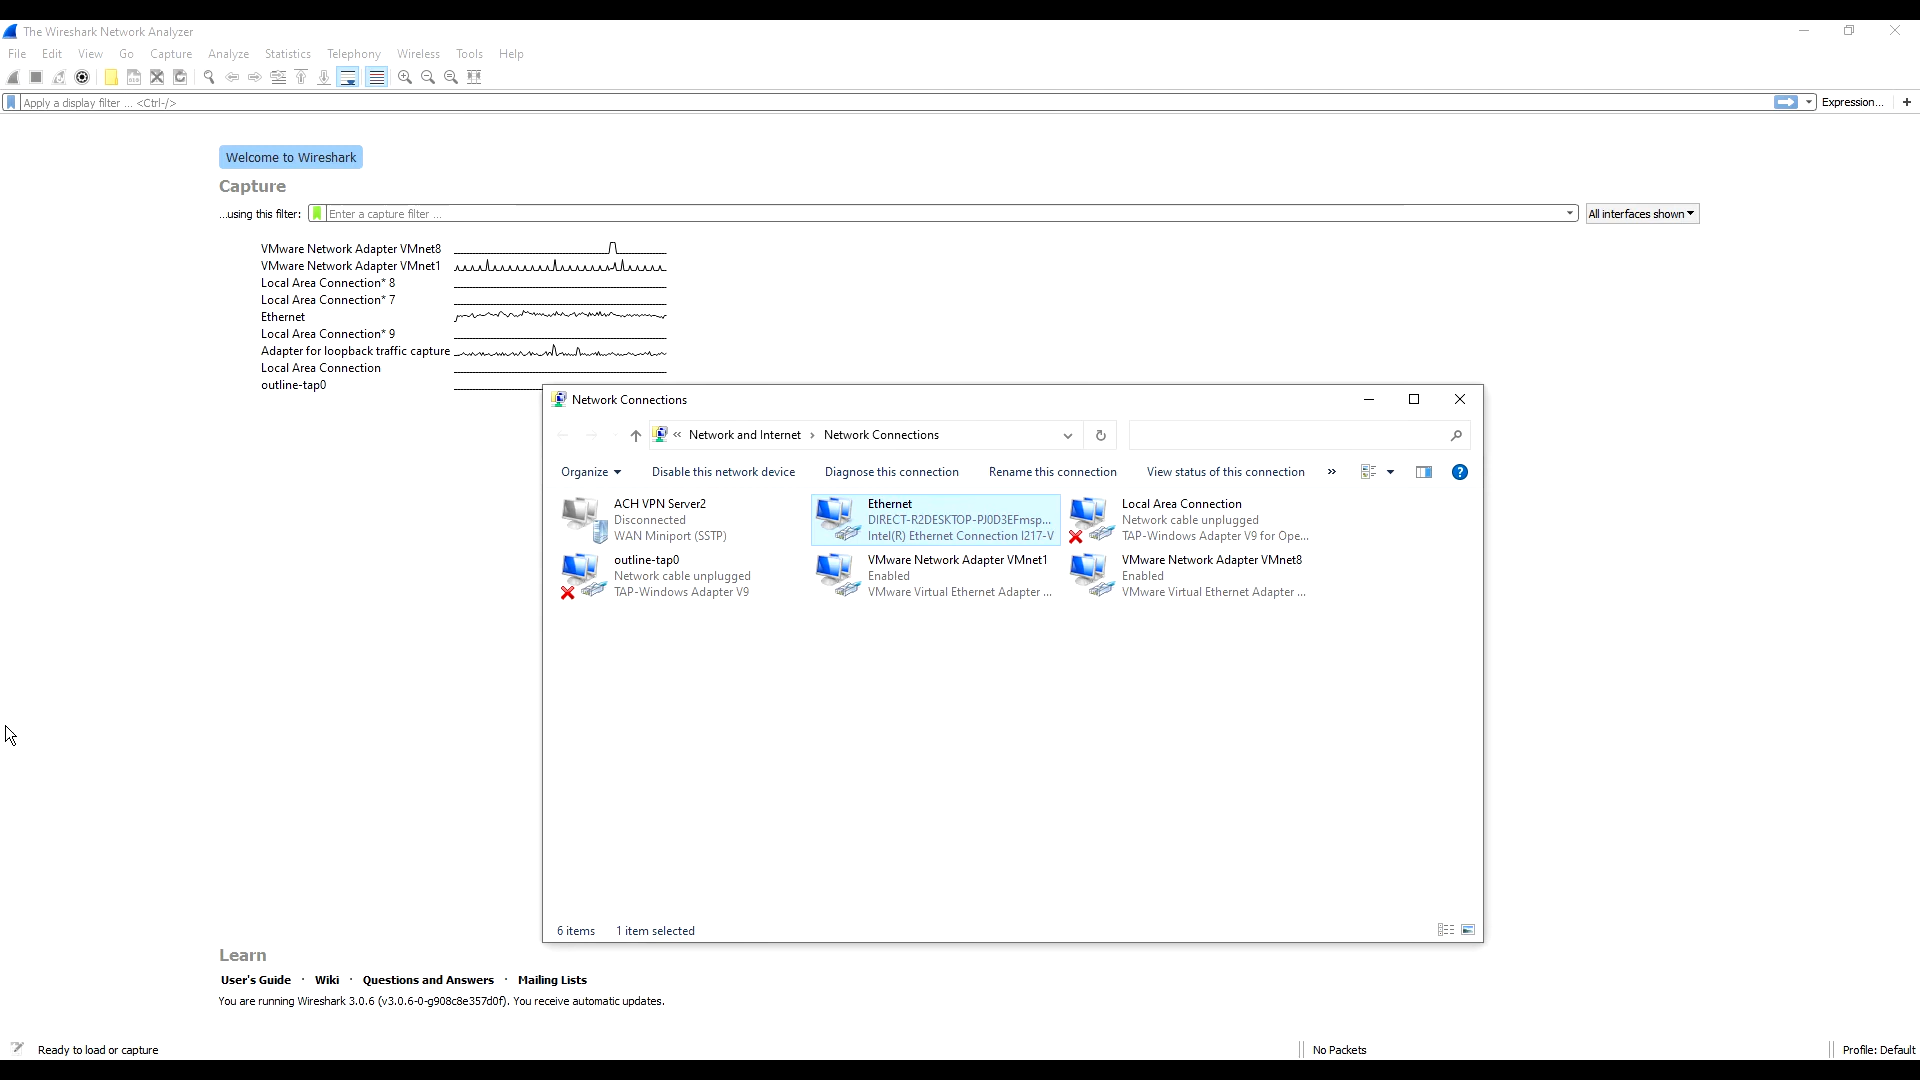 The Wireshark Network Analyzer
File Edit View Go Capture Analyze Statistics Telephony Wireless Tools Help
Apply a display filter ... <Ctrl-/>
Expression... +
Welcome to Wireshark
Capture
...using this filter: Enter a capture filter ... All interfaces shown
VMware Network Adapter VMnet8
VMware Network Adapter VMnet1
Local Area Connection* 8
Local Area Connection* 7
Ethernet
Local Area Connection* 9
Adapter for loopback traffic capture
Local Area Connection
outline-tap0
Network Connections
« Network and Internet › Network Connections
Organize Disable this network device Diagnose this connection Rename this connection View status of this connection »
ACH VPN Server2
Disconnected
WAN Miniport (SSTP)
Ethernet
DIRECT-R2DESKTOP-PJ0D3EFmsp...
Intel(R) Ethernet Connection I217-V
Local Area Connection
Network cable unplugged
TAP-Windows Adapter V9 for Ope...
outline-tap0
Network cable unplugged
TAP-Windows Adapter V9
VMware Network Adapter VMnet1
Enabled
VMware Virtual Ethernet Adapter ...
VMware Network Adapter VMnet8
Enabled
VMware Virtual Ethernet Adapter ...
6 items 1 item selected
Learn
User's Guide · Wiki · Questions and Answers · Mailing Lists
You are running Wireshark 3.0.6 (v3.0.6-0-g908c8e357d0f). You receive automatic updates.
Ready to load or capture
No Packets
Profile: Default